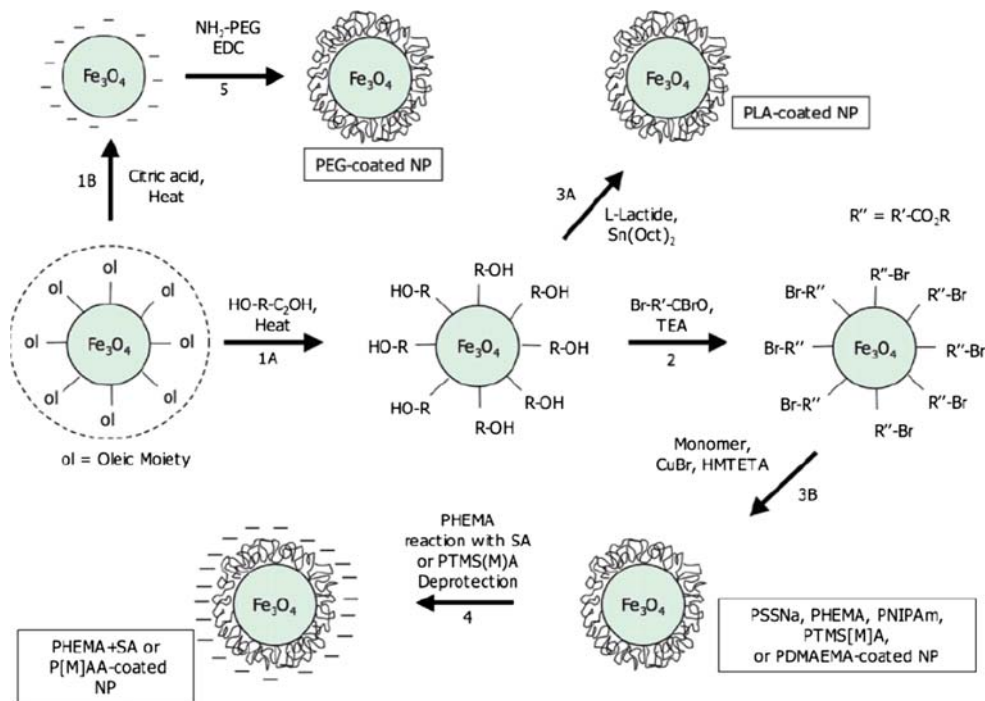 NH2-PEG
EDC
5
Fe3O4
Fe3O4
PEG-coated NP
Fe3O4
PLA-coated NP
1B
Citric acid,
Heat
3A
L-Lactide,
Sn(Oct)2
R'' = R'-CO2R
ol
ol
ol
ol
ol
ol
ol
ol
Fe3O4
ol = Oleic Moiety
HO-R-C2OH,
Heat
1A
R-OH
HO-R
R-OH
HO-R
Fe3O4
R-OH
HO-R
R-OH
R-OH
Br-R'-CBrO,
TEA
2
R''-Br
Br-R''
R''-Br
Br-R''
Fe3O4
R''-Br
Br-R''
R''-Br
R''-Br
Monomer,
CuBr, HMTETA
3B
Fe3O4
PSSNa, PHEMA, PNIPAm,
PTMS[M]A,
or PDMAEMA-coated NP
PHEMA
reaction with SA
or PTMS(M)A
Deprotection
4
Fe3O4
PHEMA+SA or
P[M]AA-coated
NP